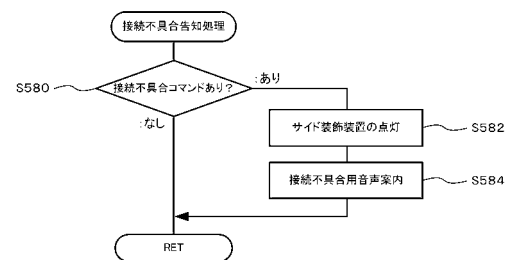 接続不具合告知処理
S580
接続不具合コマンドあり?
:あり
:なし
サイド装飾装置の点灯
S582
接続不具合用音声案内
S584
RET